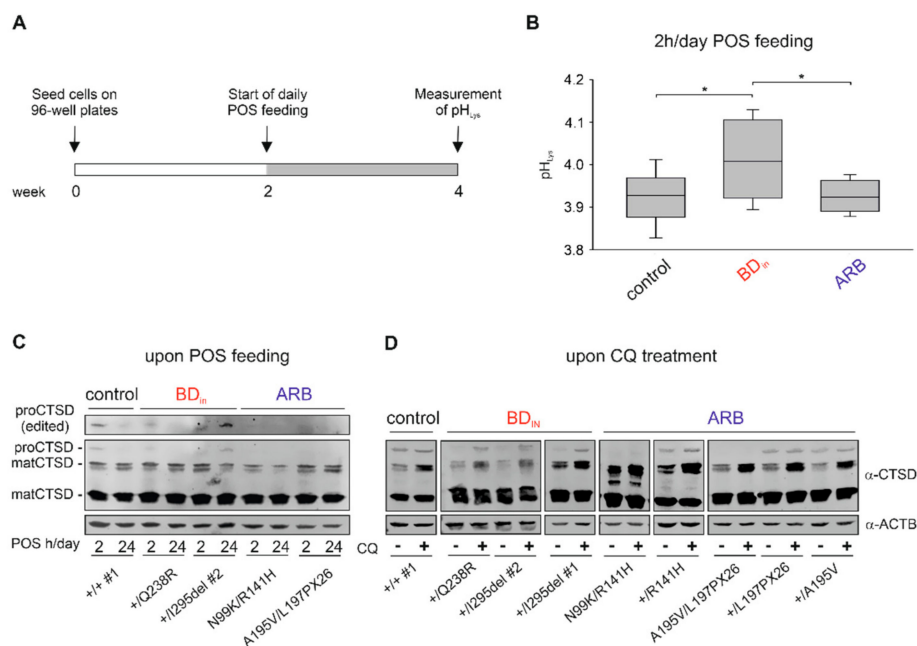 A
Seed cells on
96-well plates
Start of daily
POS feeding
Measurement
of pHLys
week
0
2
4
B
2h/day POS feeding
*
*
4.2
4.1
4.0
3.9
3.8
pHLys
control
BDin
ARB
C
upon POS feeding
control
BDin
ARB
proCTSD
(edited)
proCTSD
matCTSD
matCTSD
POS h/day
2 24 2 24 2 24 2 24 2 24
+/+ #1
+/Q238R
+/I295del #2
N99K/R141H
A195V/L197PX26
D
upon CQ treatment
control
BDIN
ARB
α-CTSD
α-ACTB
CQ
- + - + - + - + - + - + - + - + - +
+/+ #1
+/Q238R
+/I295del #2
+/I295del #1
N99K/R141H
+/R141H
A195V/L197PX26
+/L197PX26
+/A195V